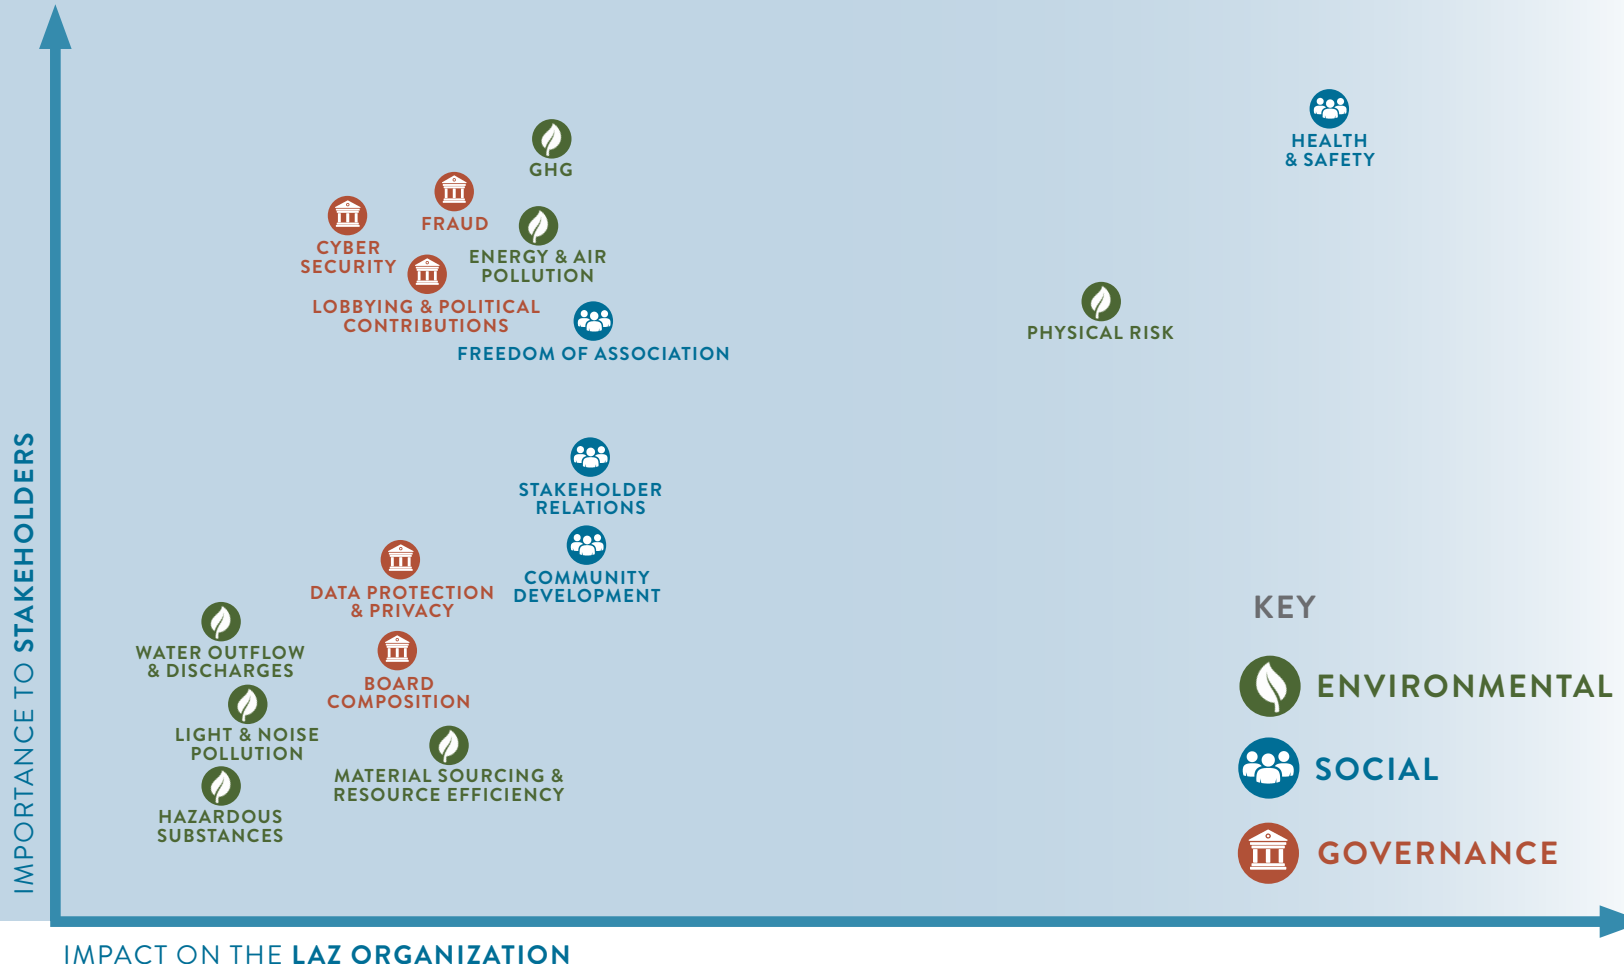 HEALTH
& SAFETY
GHG
FRAUD
CYBER
SECURITY
ENERGY & AIR
POLLUTION
LOBBYING & POLITICAL
CONTRIBUTIONS
PHYSICAL RISK
FREEDOM OF ASSOCIATION
STAKEHOLDER
RELATIONS
COMMUNITY
DEVELOPMENT
DATA PROTECTION
& PRIVACY
WATER OUTFLOW
& DISCHARGES
BOARD
COMPOSITION
LIGHT & NOISE
POLLUTION
MATERIAL SOURCING &
RESOURCE EFFICIENCY
HAZARDOUS
SUBSTANCES
KEY
ENVIRONMENTAL
SOCIAL
GOVERNANCE
IMPORTANCE TO STAKEHOLDERS
IMPACT ON THE LAZ ORGANIZATION